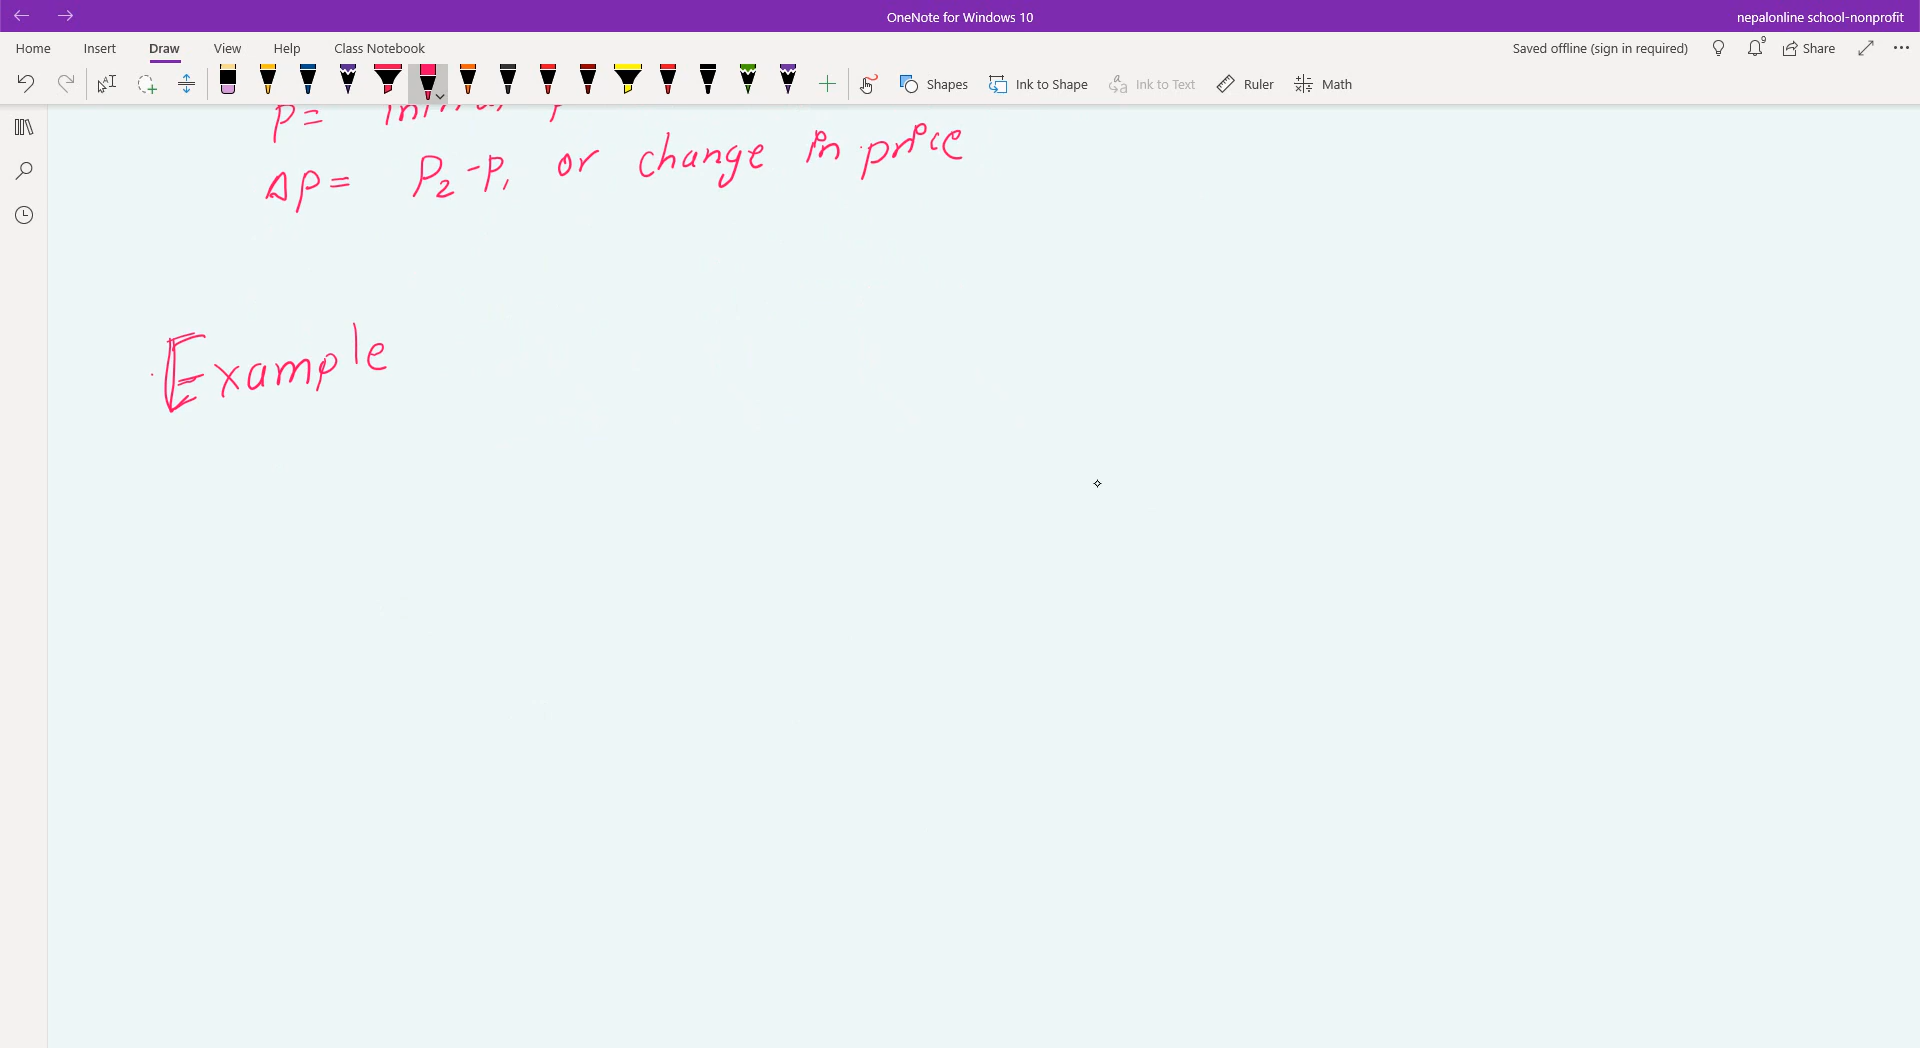 OneNote for Windows 10
nepalonline school-nonprofit
Home Insert Draw View Help Class Notebook
Saved offline (sign in required)
9
Share
Shapes Ink to Shape Ink to Text Ruler Math
P=
ΔP= P2-P1 or change in price
Example